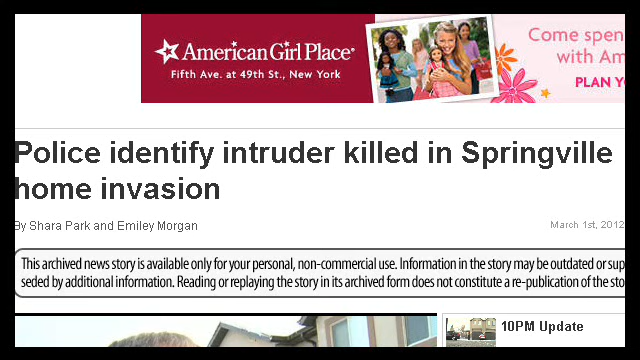 American Girl Place®
Fifth Ave. at 49th St., New York
Come spen
with Am
PLAN Y
Police identify intruder killed in Springville
home invasion
By Shara Park and Emiley Morgan
March 1st, 2012
This archived news story is available only for your personal, non-commercial use. Information in the story may be outdated or sup
seded by additional information. Reading or replaying the story in its archived form does not constitute a re-publication of the sto
10PM Update